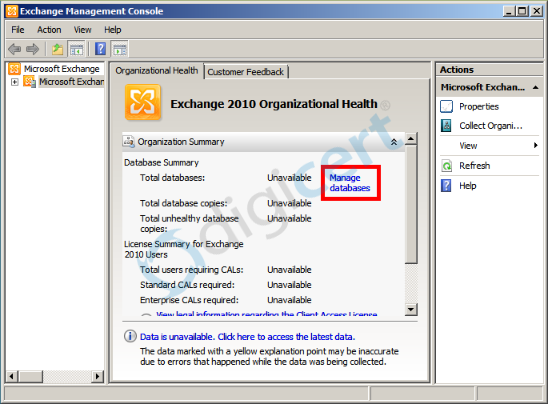 Exchange Management Console
File Action View Help
Microsoft Exchange
Microsoft Exchan
Organizational Health Customer Feedback
Exchange 2010 Organizational Health
Organization Summary
Database Summary
Total databases: Unavailable Manage
databases
Total database copies: Unavailable
Total unhealthy database Unavailable
copies:
License Summary for Exchange
2010 Users
Total users requiring CALs: Unavailable
Standard CALs required: Unavailable
Enterprise CALs required: Unavailable
View legal information regarding the Client Access License
Data is unavailable. Click here to access the latest data.
The data marked with a yellow explanation point may be inaccurate
due to errors that happened while the data was being collected.
Actions
Microsoft Exchan...
Properties
Collect Organi...
View
Refresh
Help
digicert